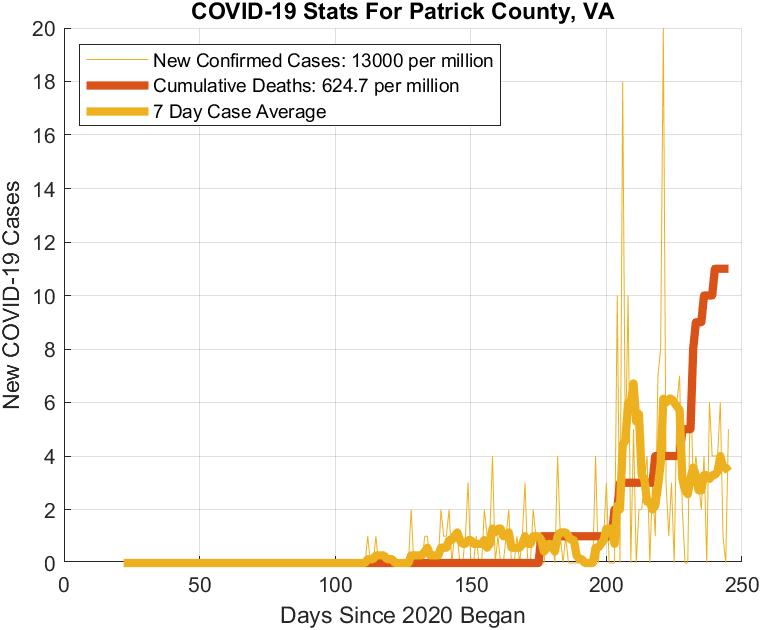 COVID-19 Stats For Patrick County, VA
New Confirmed Cases: 13000 per million
Cumulative Deaths: 624.7 per million
7 Day Case Average
New COVID-19 Cases
20
18
16
14
12
10
8
6
4
2
0
0 50 100 150 200 250
Days Since 2020 Began